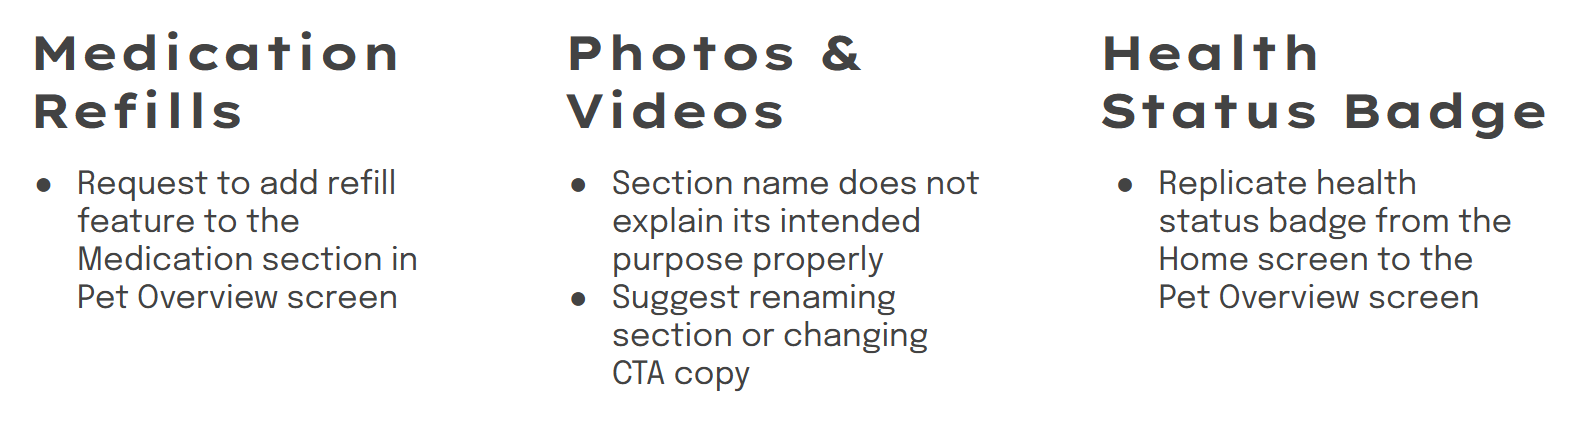 Medication
Refills
● Request to add refill
feature to the
Medication section in
Pet Overview screen
Photos &
Videos
● Section name does not
explain its intended
purpose properly
● Suggest renaming
section or changing
CTA copy
Health
Status Badge
● Replicate health
status badge from the
Home screen to the
Pet Overview screen